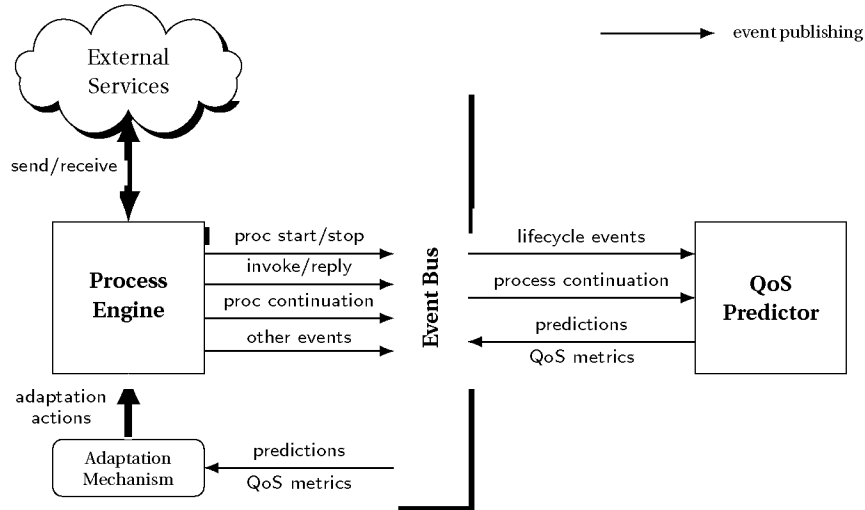 External
Services
event publishing
send/receive
Process
Engine
proc start/stop
invoke/reply
proc continuation
other events
Event Bus
lifecycle events
process continuation
predictions
QoS metrics
QoS
Predictor
adaptation
actions
Adaptation
Mechanism
predictions
QoS metrics